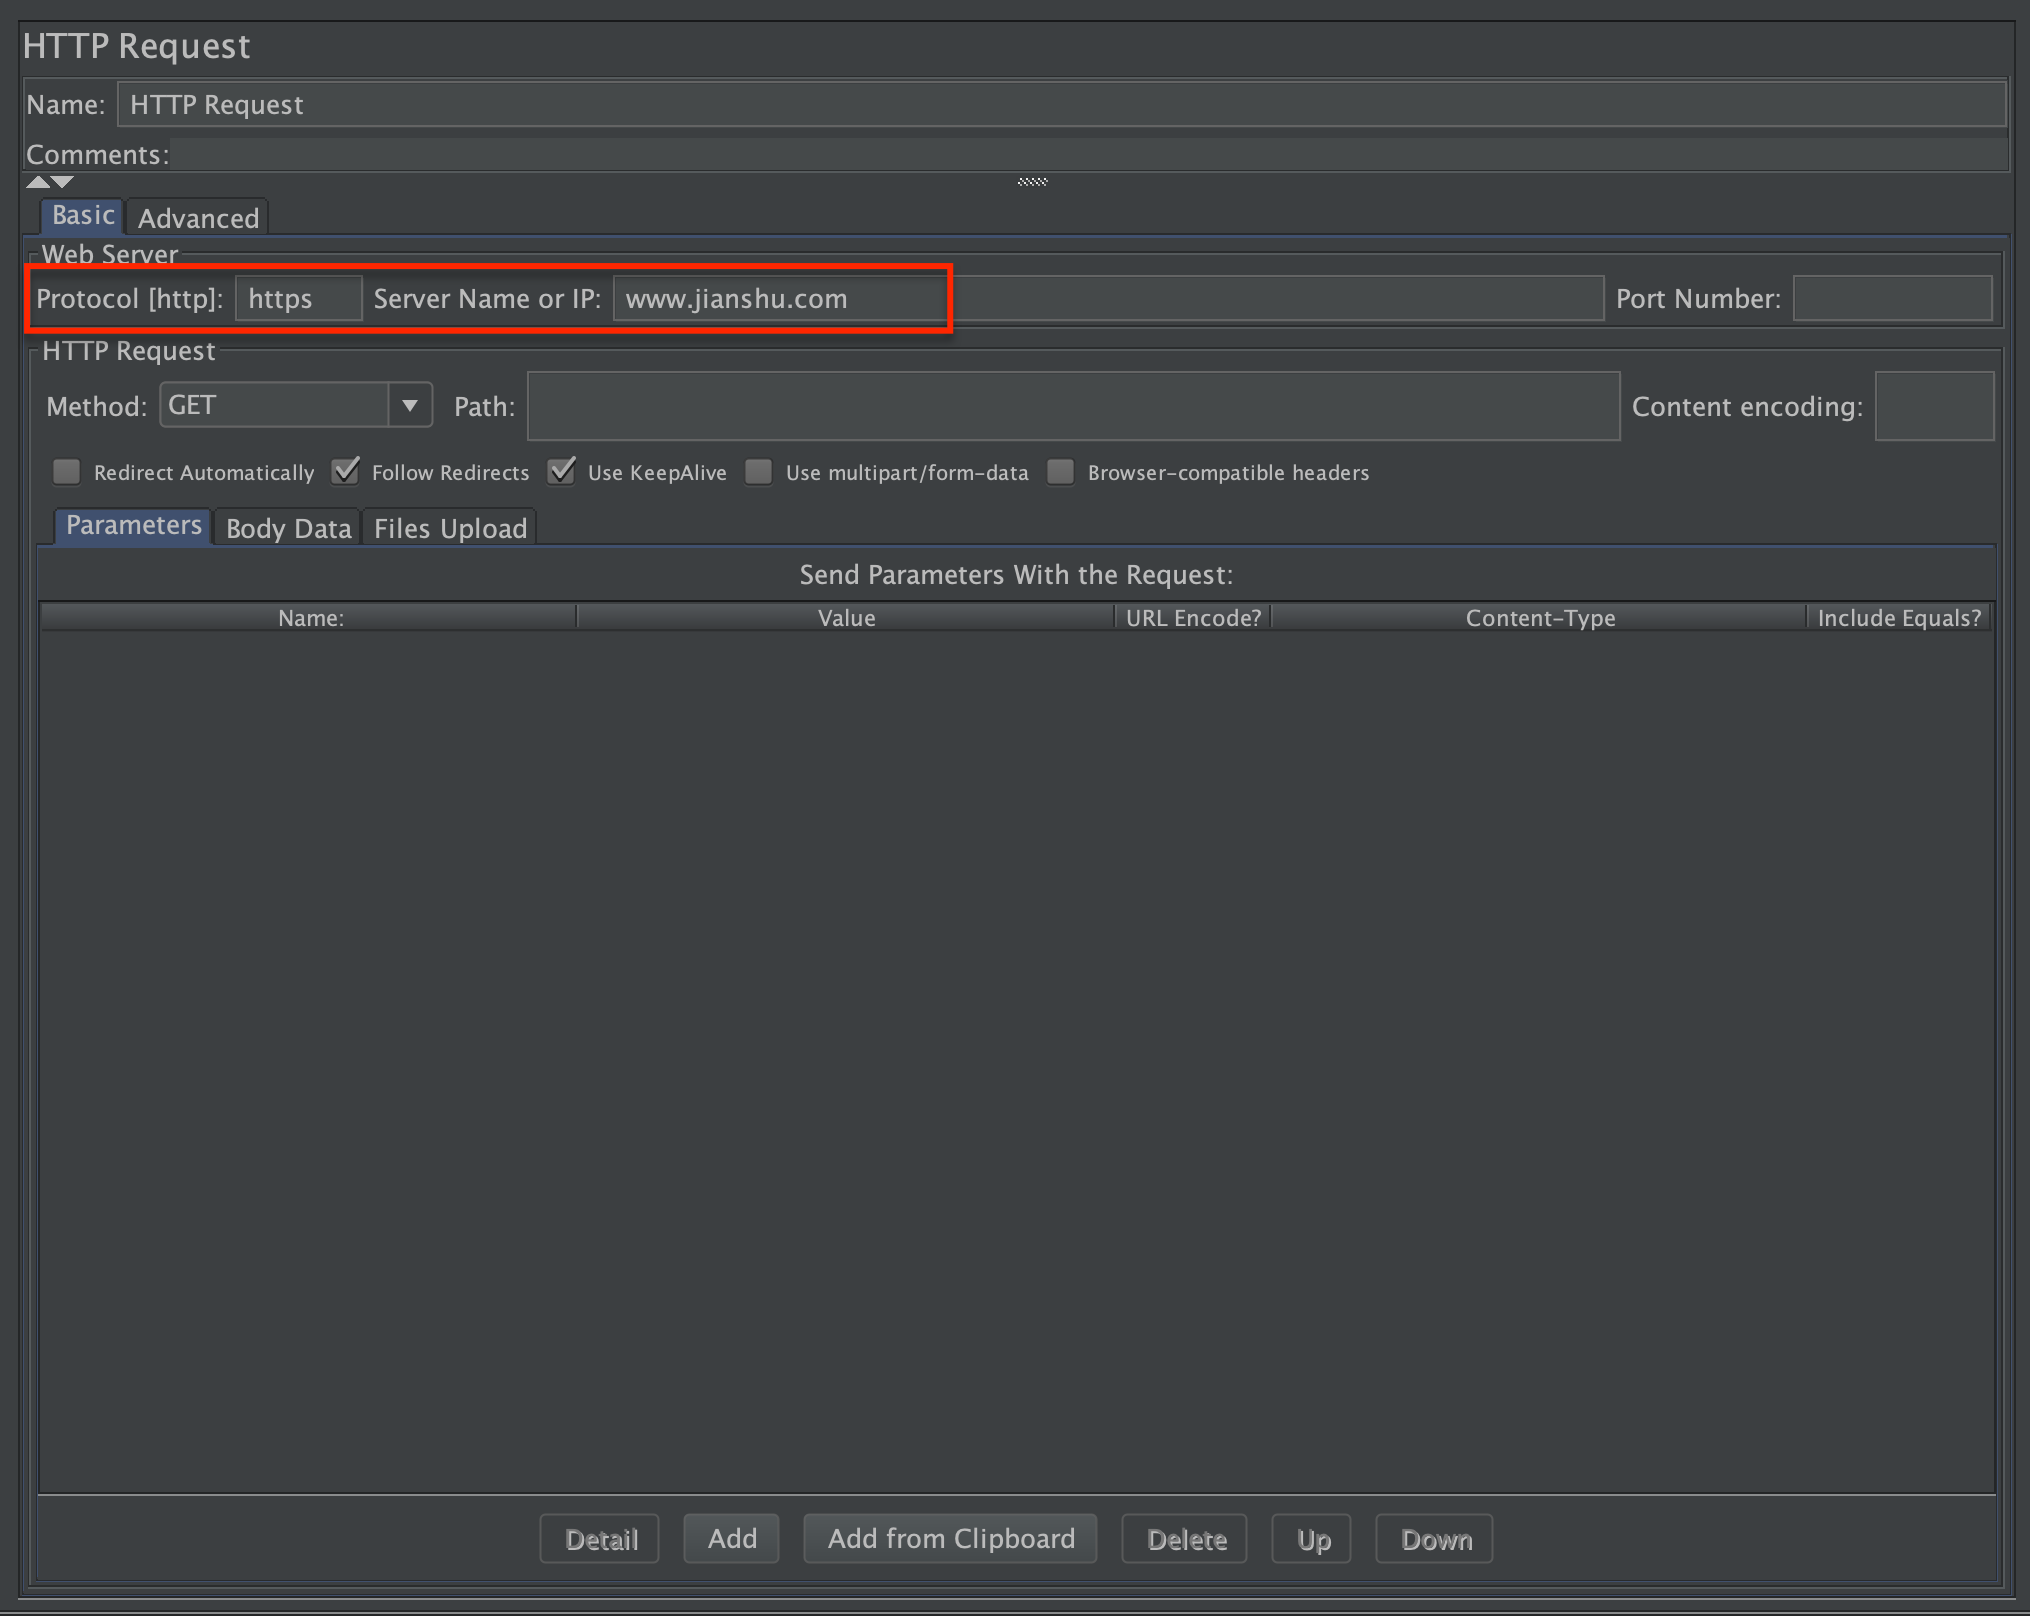 HTTP Request
Name: HTTP Request
Comments:
Basic Advanced
Web Server
Protocol [http]: https Server Name or IP: www.jianshu.com Port Number:
HTTP Request
Method: GET Path: Content encoding:
Redirect Automatically Follow Redirects Use KeepAlive Use multipart/form-data Browser-compatible headers
Parameters Body Data Files Upload
Send Parameters With the Request:
Name: Value URL Encode? Content-Type Include Equals?
Detail Add Add from Clipboard Delete Up Down